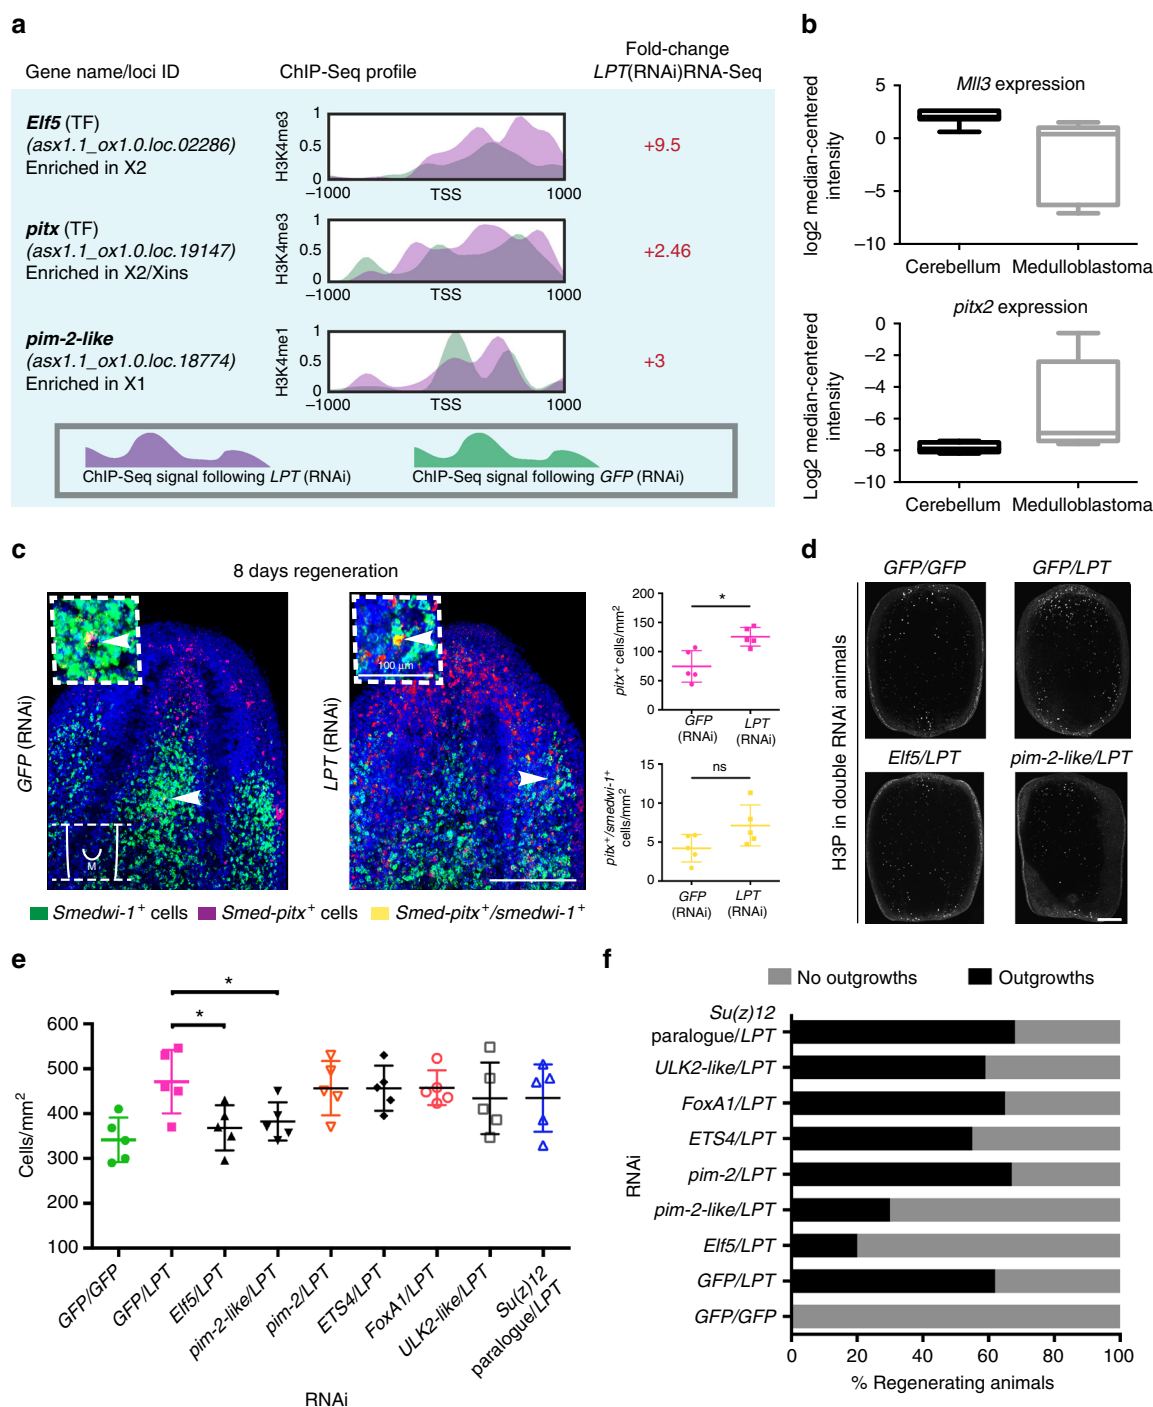 a
Gene name/loci ID
ChIP-Seq profile
Fold-change
LPT(RNAi)RNA-Seq
Elf5 (TF)
(asx1.1_ox1.0.loc.02286)
Enriched in X2
H3K4me3
1
0.5
0
−1000
TSS
1000
+9.5
pitx (TF)
(asx1.1_ox1.0.loc.19147)
Enriched in X2/Xins
H3K4me3
1
0.5
0
−1000
TSS
1000
+2.46
pim-2-like
(asx1.1_ox1.0.loc.18774)
Enriched in X1
H3K4me1
1
0.5
0
−1000
TSS
1000
+3
ChIP-Seq signal following LPT (RNAi)
ChIP-Seq signal following GFP (RNAi)
b
Mll3 expression
log2 median-centered
intensity
5
0
−5
−10
Cerebellum
Medulloblastoma
pitx2 expression
Log2 median-centered
intensity
0
−2
−4
−6
−8
−10
Cerebellum
Medulloblastoma
c
8 days regeneration
GFP (RNAi)
M
LPT (RNAi)
100 μm
Smedwi-1+ cells
Smed-pitx+ cells
Smed-pitx+/smedwi-1+
pitx+ cells/mm²
200
150
100
50
0
*
GFP
(RNAi)
LPT
(RNAi)
pitx+/smedwi-1+
cells/mm²
15
10
5
0
ns
GFP
(RNAi)
LPT
(RNAi)
d
H3P in double RNAi animals
GFP/GFP
GFP/LPT
Elf5/LPT
pim-2-like/LPT
e
Cells/mm²
600
500
400
300
200
100
*
*
GFP/GFP
GFP/LPT
Elf5/LPT
pim-2-like/LPT
pim-2/LPT
ETS4/LPT
FoxA1/LPT
ULK2-like/LPT
Su(z)12
paralogue/LPT
RNAi
f
No outgrowths
Outgrowths
RNAi
Su(z)12
paralogue/LPT
ULK2-like/LPT
FoxA1/LPT
ETS4/LPT
pim-2/LPT
pim-2-like/LPT
Elf5/LPT
GFP/LPT
GFP/GFP
0
20
40
60
80
100
% Regenerating animals